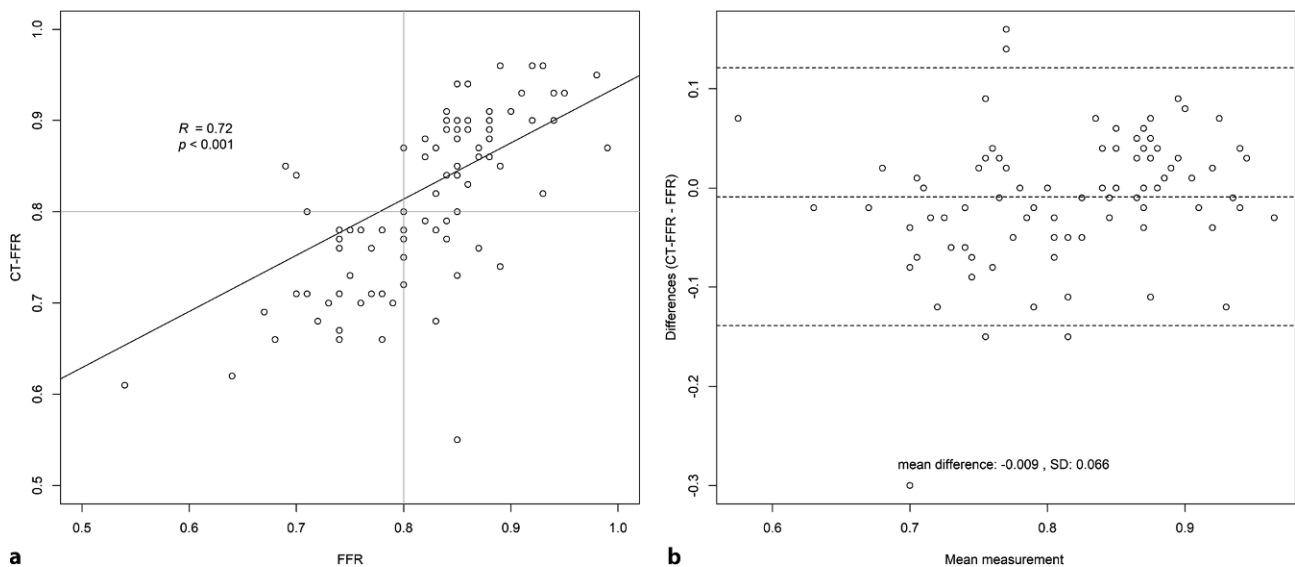 1.0
0.9
0.8
0.7
0.6
0.5
CT-FFR
R = 0.72
p < 0.001
0.5 0.6 0.7 0.8 0.9 1.0
FFR
a
0.1
0.0
-0.1
-0.2
-0.3
Differences (CT-FFR - FFR)
mean difference: -0.009 , SD: 0.066
0.6 0.7 0.8 0.9
Mean measurement
b